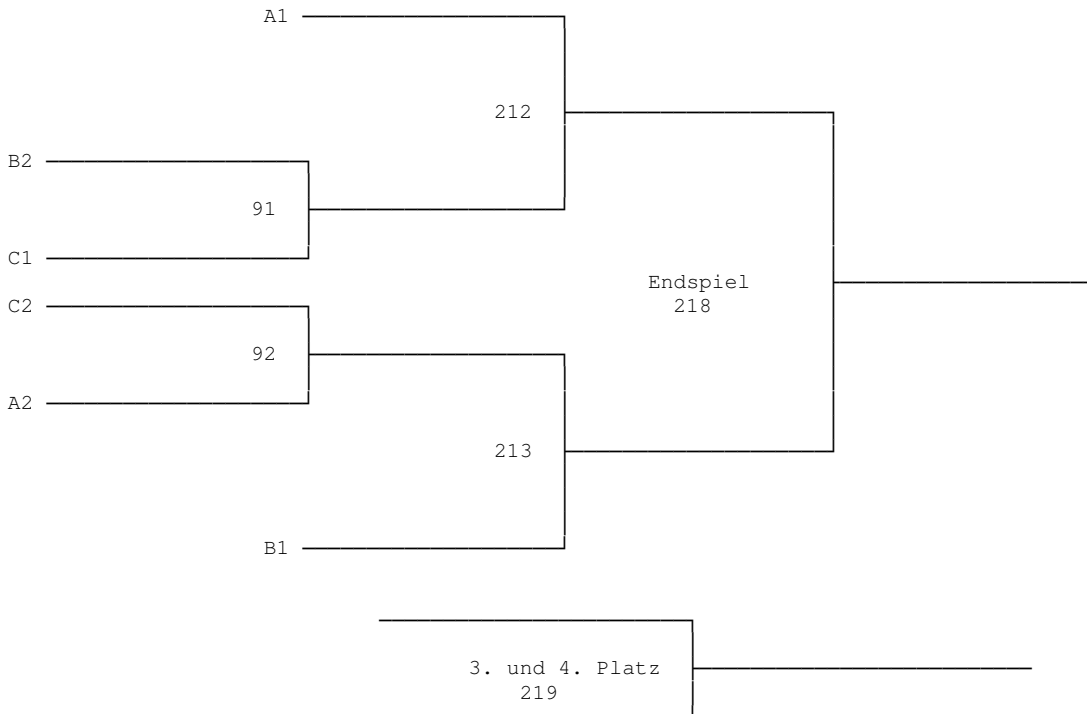 A1
212
B2
91
C1
Endspiel
C2
218
92
A2
213
B1
3. und 4. Platz
219